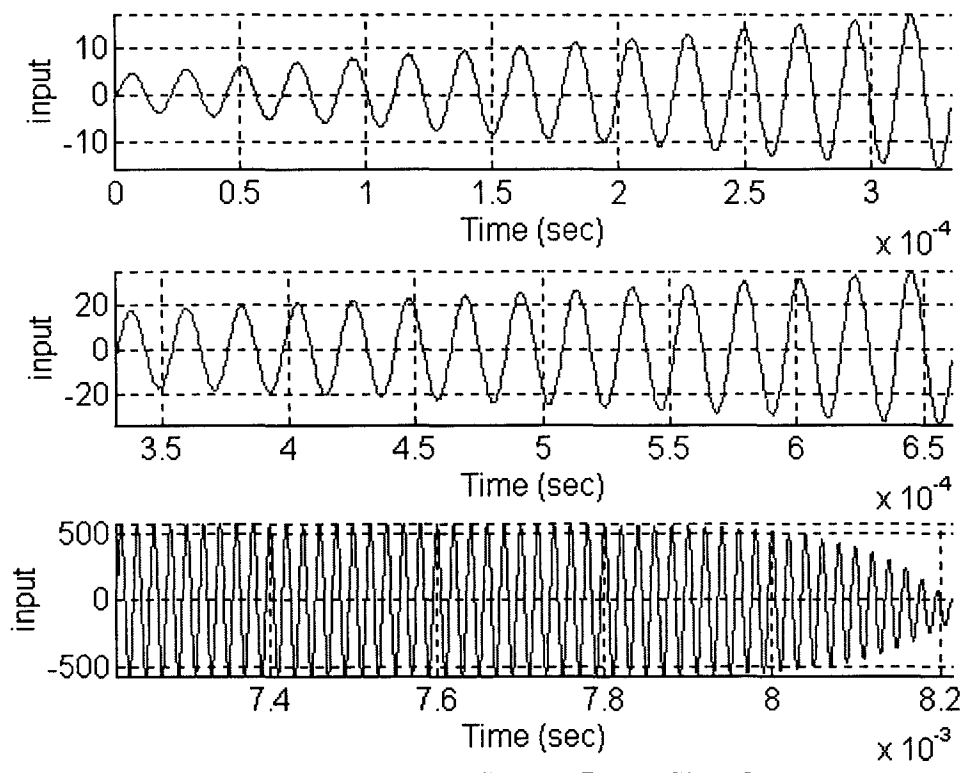 10
0
-10
input
0 0.5 1 1.5 2 2.5 3
Time (sec)
x 10^-4
20
0
-20
input
3.5 4 4.5 5 5.5 6 6.5
Time (sec)
x 10^-4
500
0
-500
input
7.4 7.6 7.8 8 8.2
Time (sec)
x 10^-3